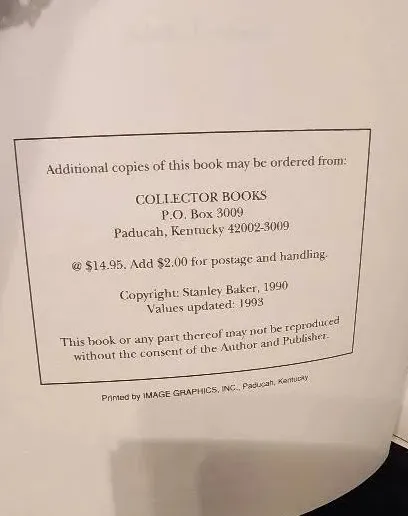 Additional copies of this book may be ordered from:
COLLECTOR BOOKS
P.O. Box 3009
Paducah, Kentucky 42002-3009
@ $14.95. Add $2.00 for postage and handling.
Copyright: Stanley Baker, 1990
Values updated: 1993
This book or any part thereof may not be reproduced
without the consent of the Author and Publisher.
Printed by IMAGE GRAPHICS, INC., Paducah, Kentucky